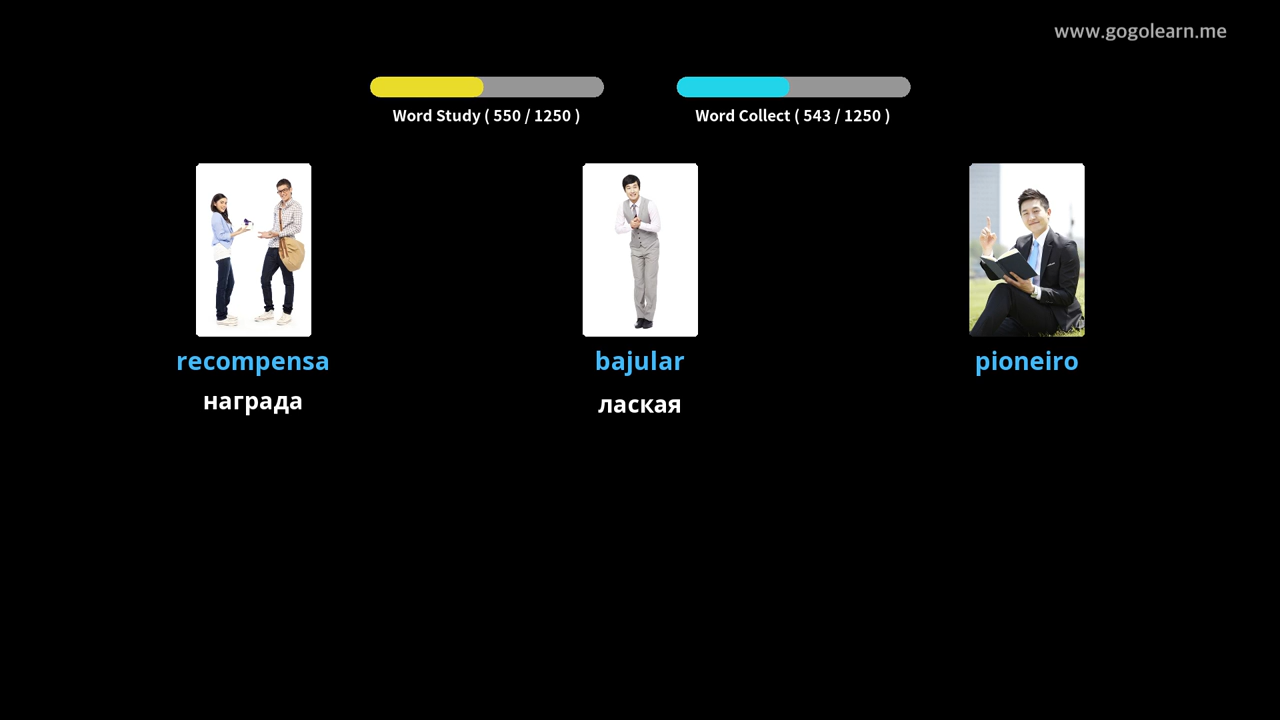 www.gogolearn.me
Word Study ( 550 / 1250 )
Word Collect ( 543 / 1250 )
recompensa
награда
bajular
лаская
pioneiro